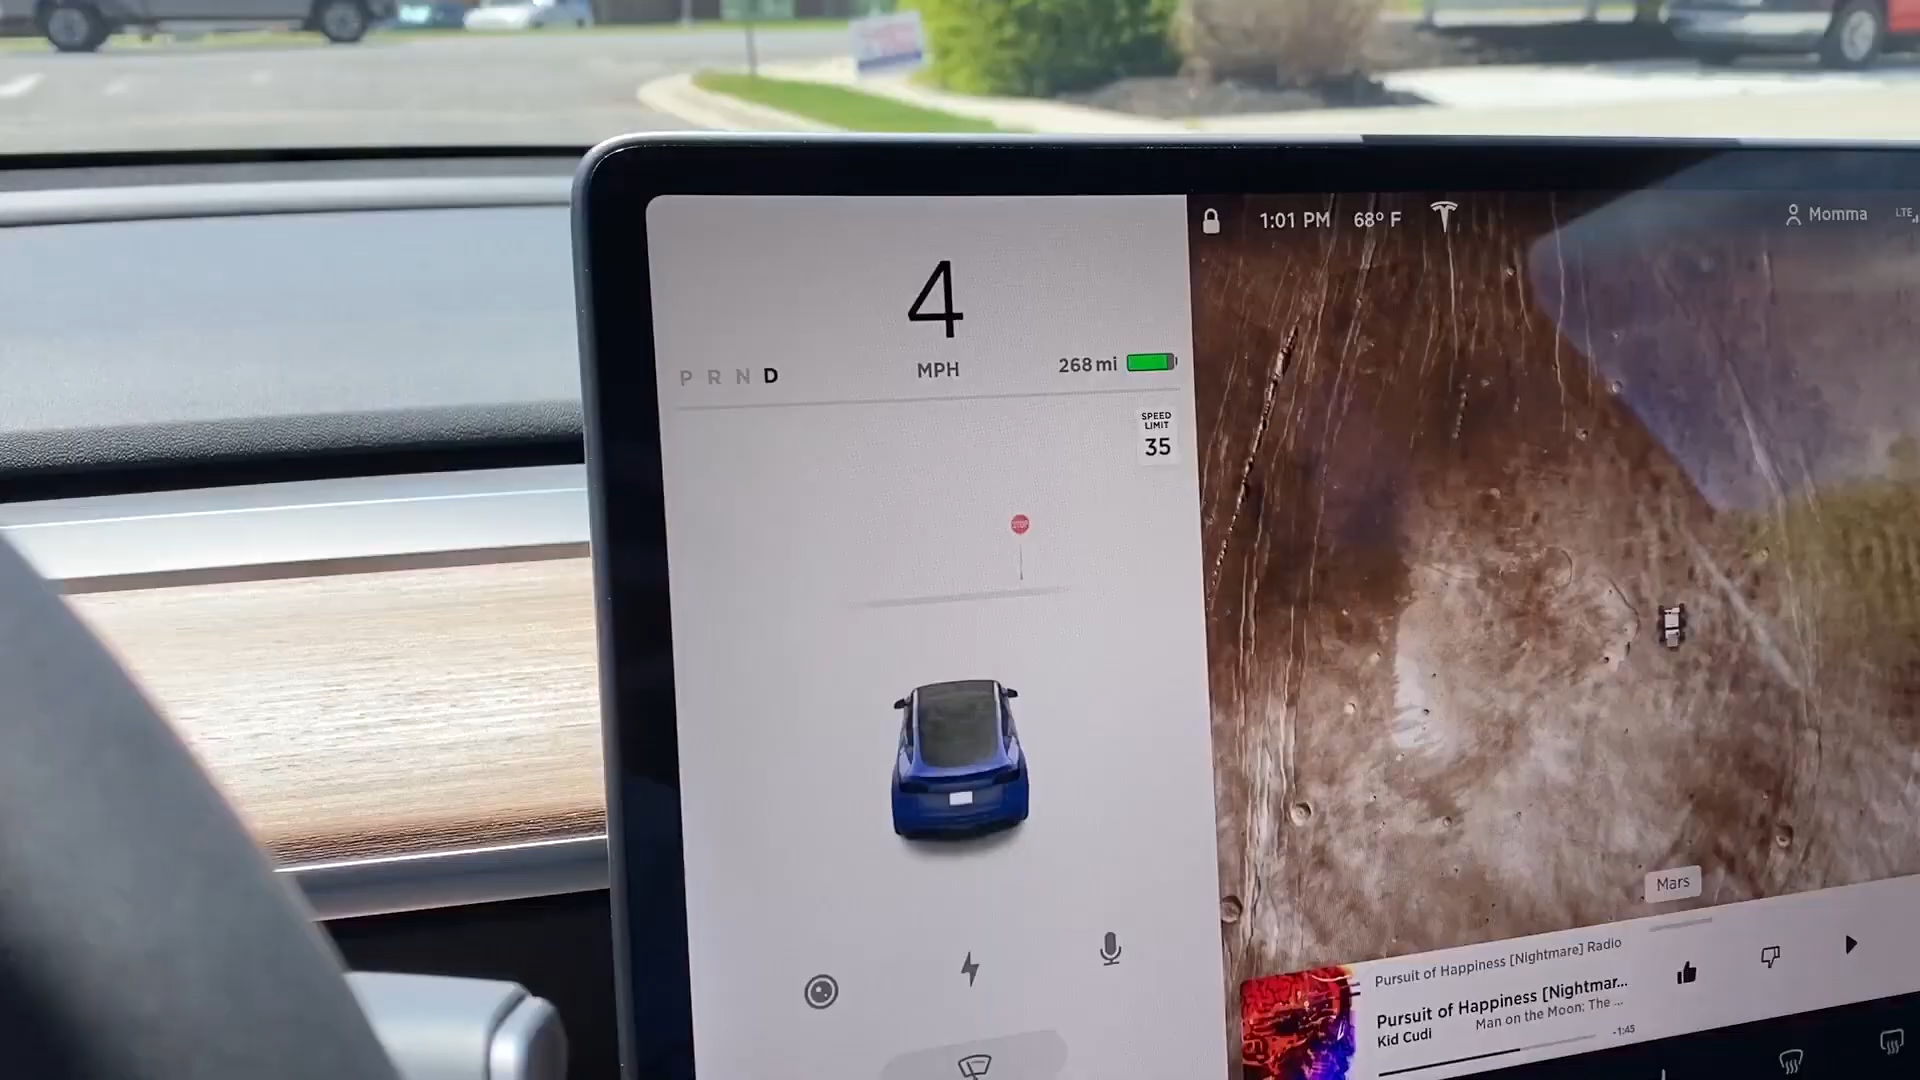 4
MPH
P R N D
268 mi
SPEED
LIMIT
35
STOP
1:01 PM 68° F
Momma
LTE
Mars
Pursuit of Happiness [Nightmare] Radio
Pursuit of Happiness [Nightmar...
Kid Cudi Man on the Moon: The ...
-1:45